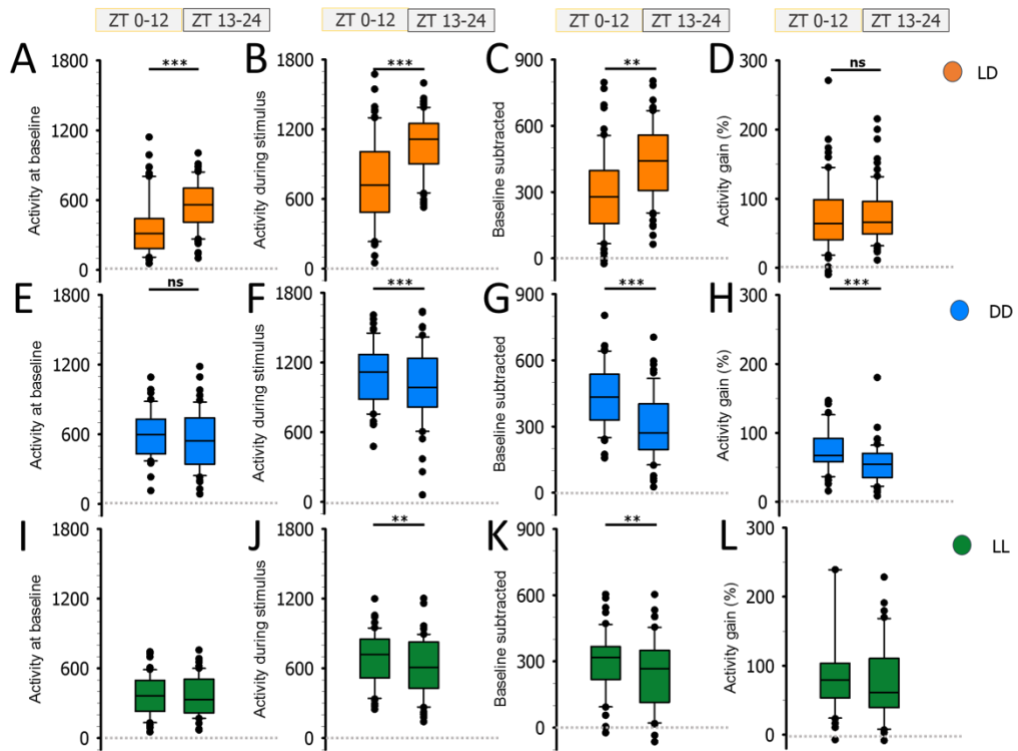 ZT 0-12 ZT 13-24 ZT 0-12 ZT 13-24 ZT 0-12 ZT 13-24 ZT 0-12 ZT 13-24
A B C D
*** *** ** ns
LD
Activity at baseline
1800
1200
600
0
Activity during stimulus
1800
1200
600
0
Baseline subtracted
900
600
300
0
Activity gain (%)
300
200
100
0
E F G H
ns *** *** ***
DD
Activity at baseline
1800
1200
600
0
Activity during stimulus
1800
1200
600
0
Baseline subtracted
900
600
300
0
Activity gain (%)
300
200
100
0
I J K L
** **
LL
Activity at baseline
1800
1200
600
0
Activity during stimulus
1800
1200
600
0
Baseline subtracted
900
600
300
0
Activity gain (%)
300
200
100
0